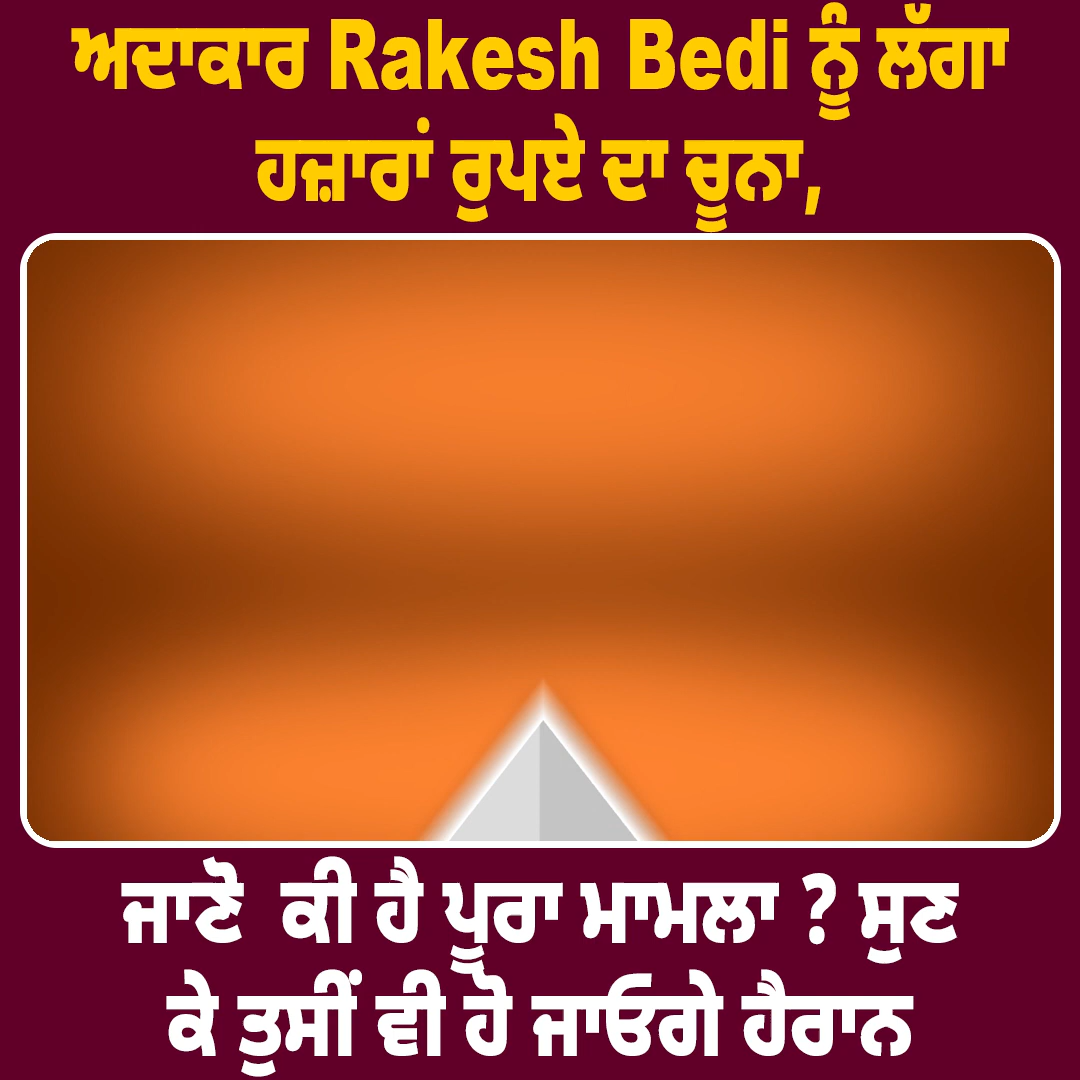 ਅਦਾਕਾਰ Rakesh Bedi ਨੂੰ ਲੱਗਾ
ਹਜ਼ਾਰਾਂ ਰੁਪਏ ਦਾ ਚੂਨਾ,
ਜਾਣੋ ਕੀ ਹੈ ਪੂਰਾ ਮਾਮਲਾ ? ਸੁਣ
ਕੇ ਤੁਸੀਂ ਵੀ ਹੋ ਜਾਓਗੇ ਹੈਰਾਨ